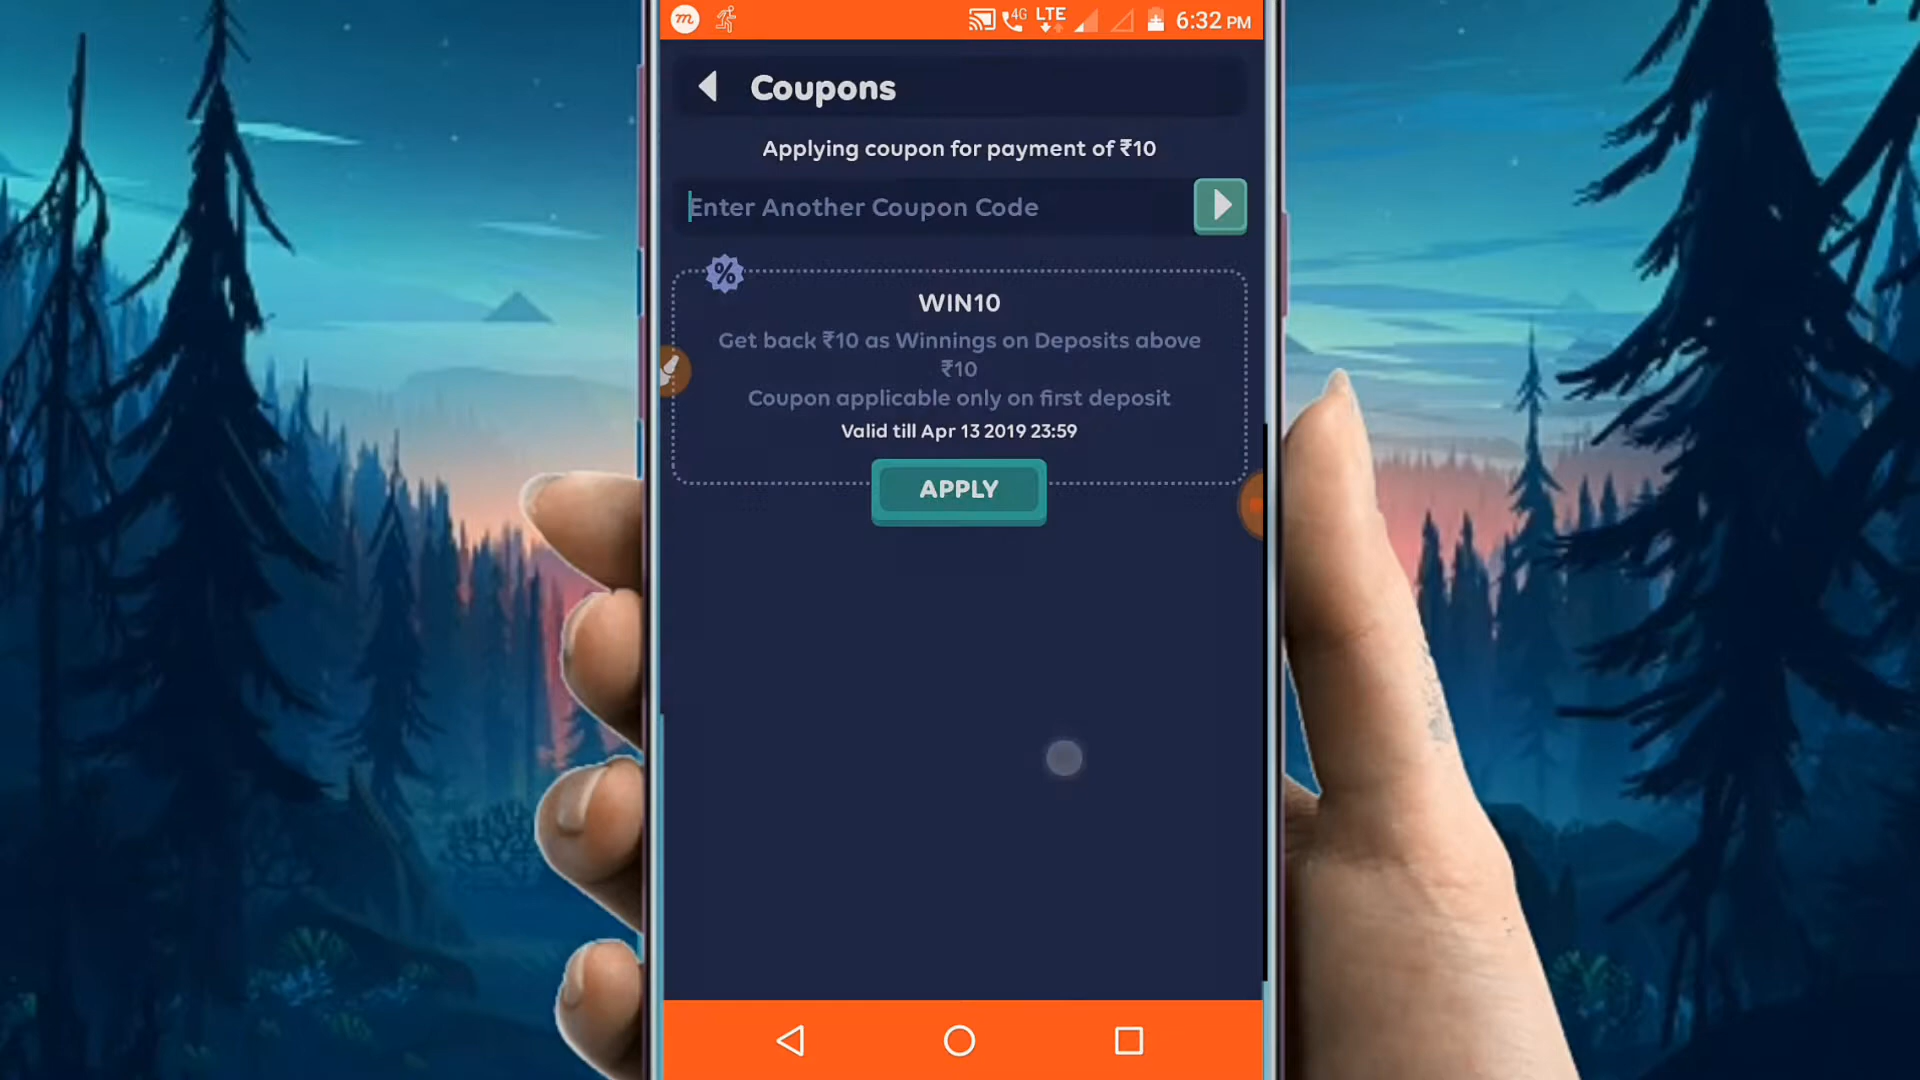 m 4G LTE 6:32 PM
Coupons
Applying coupon for payment of ₹10
Enter Another Coupon Code
%
WIN10
Get back ₹10 as Winnings on Deposits above
₹10
Coupon applicable only on first deposit
Valid till Apr 13 2019 23:59
APPLY